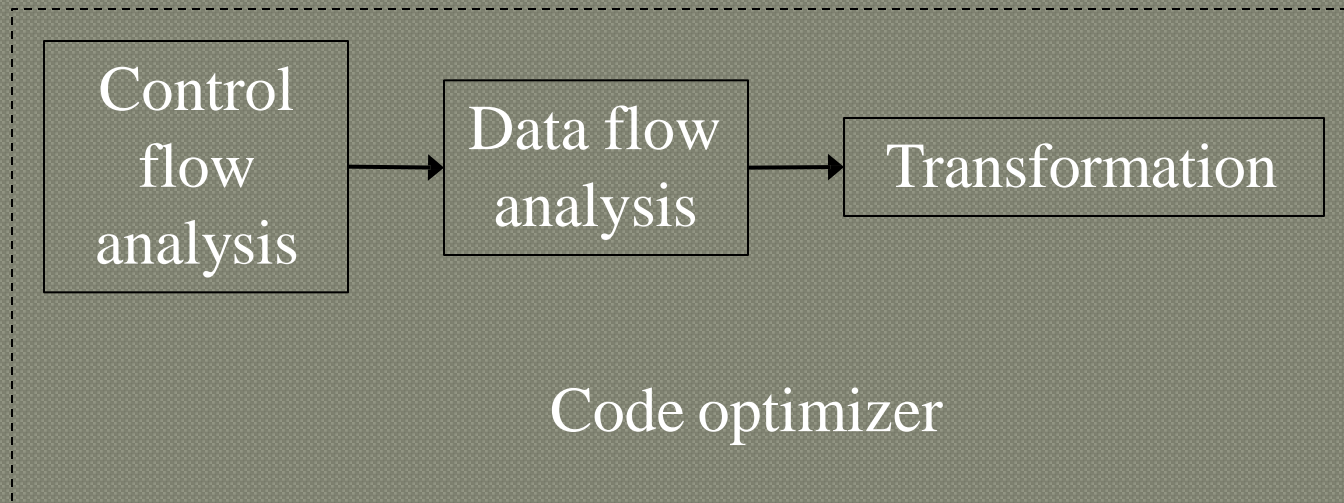 Control
flow
analysis
Data flow
analysis
Transformation
Code optimizer